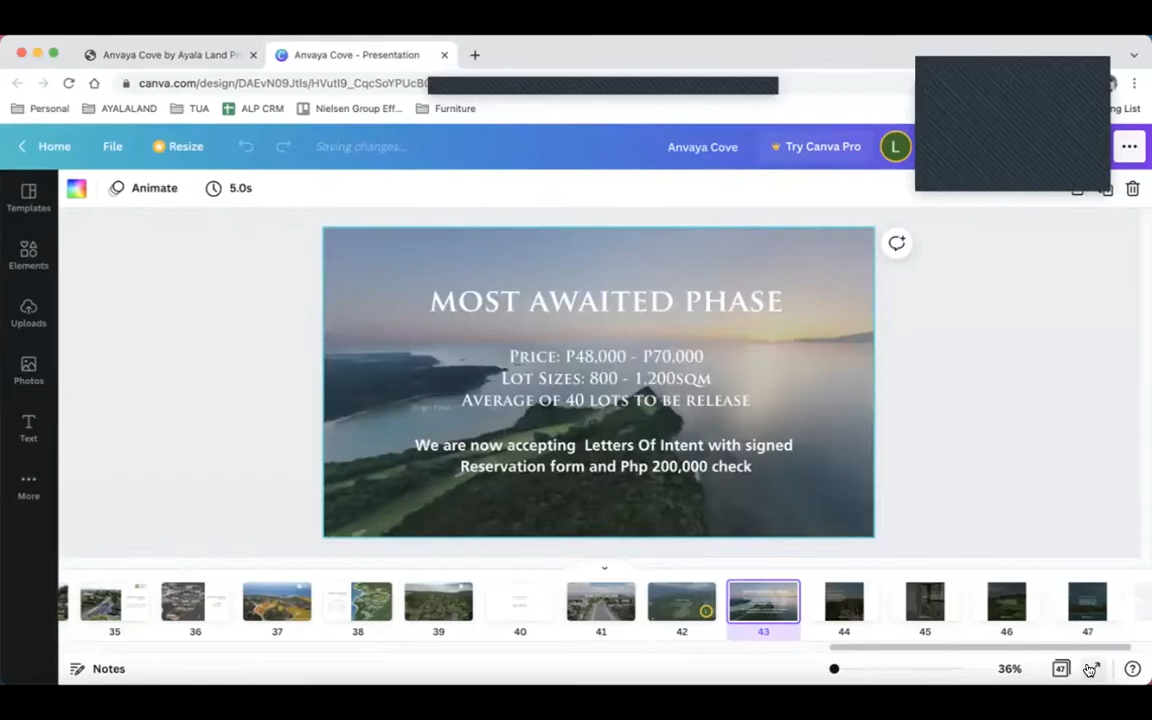 Anvaya Cove by Ayala Land Pr
Anvaya Cove - Presentation
canva.com/design/DAEvN09JtIs/HVutI9_CqcSoYPUcB
Personal
AYALALAND
TUA
ALP CRM
Nielsen Group Eff...
Furniture
ng List
Home
File
Resize
Saving changes...
Anvaya Cove
Try Canva Pro
L
Animate
5.0s
Templates
Elements
Uploads
Photos
Text
More
MOST AWAITED PHASE
PRICE: P48,000 - P70,000
LOT SIZES: 800 - 1,200SQM
AVERAGE OF 40 LOTS TO BE RELEASE
We are now accepting Letters Of Intent with signed
Reservation form and Php 200,000 check
35 36 37 38 39 40 41 42 43 44 45 46 47
Notes
36%
47
?